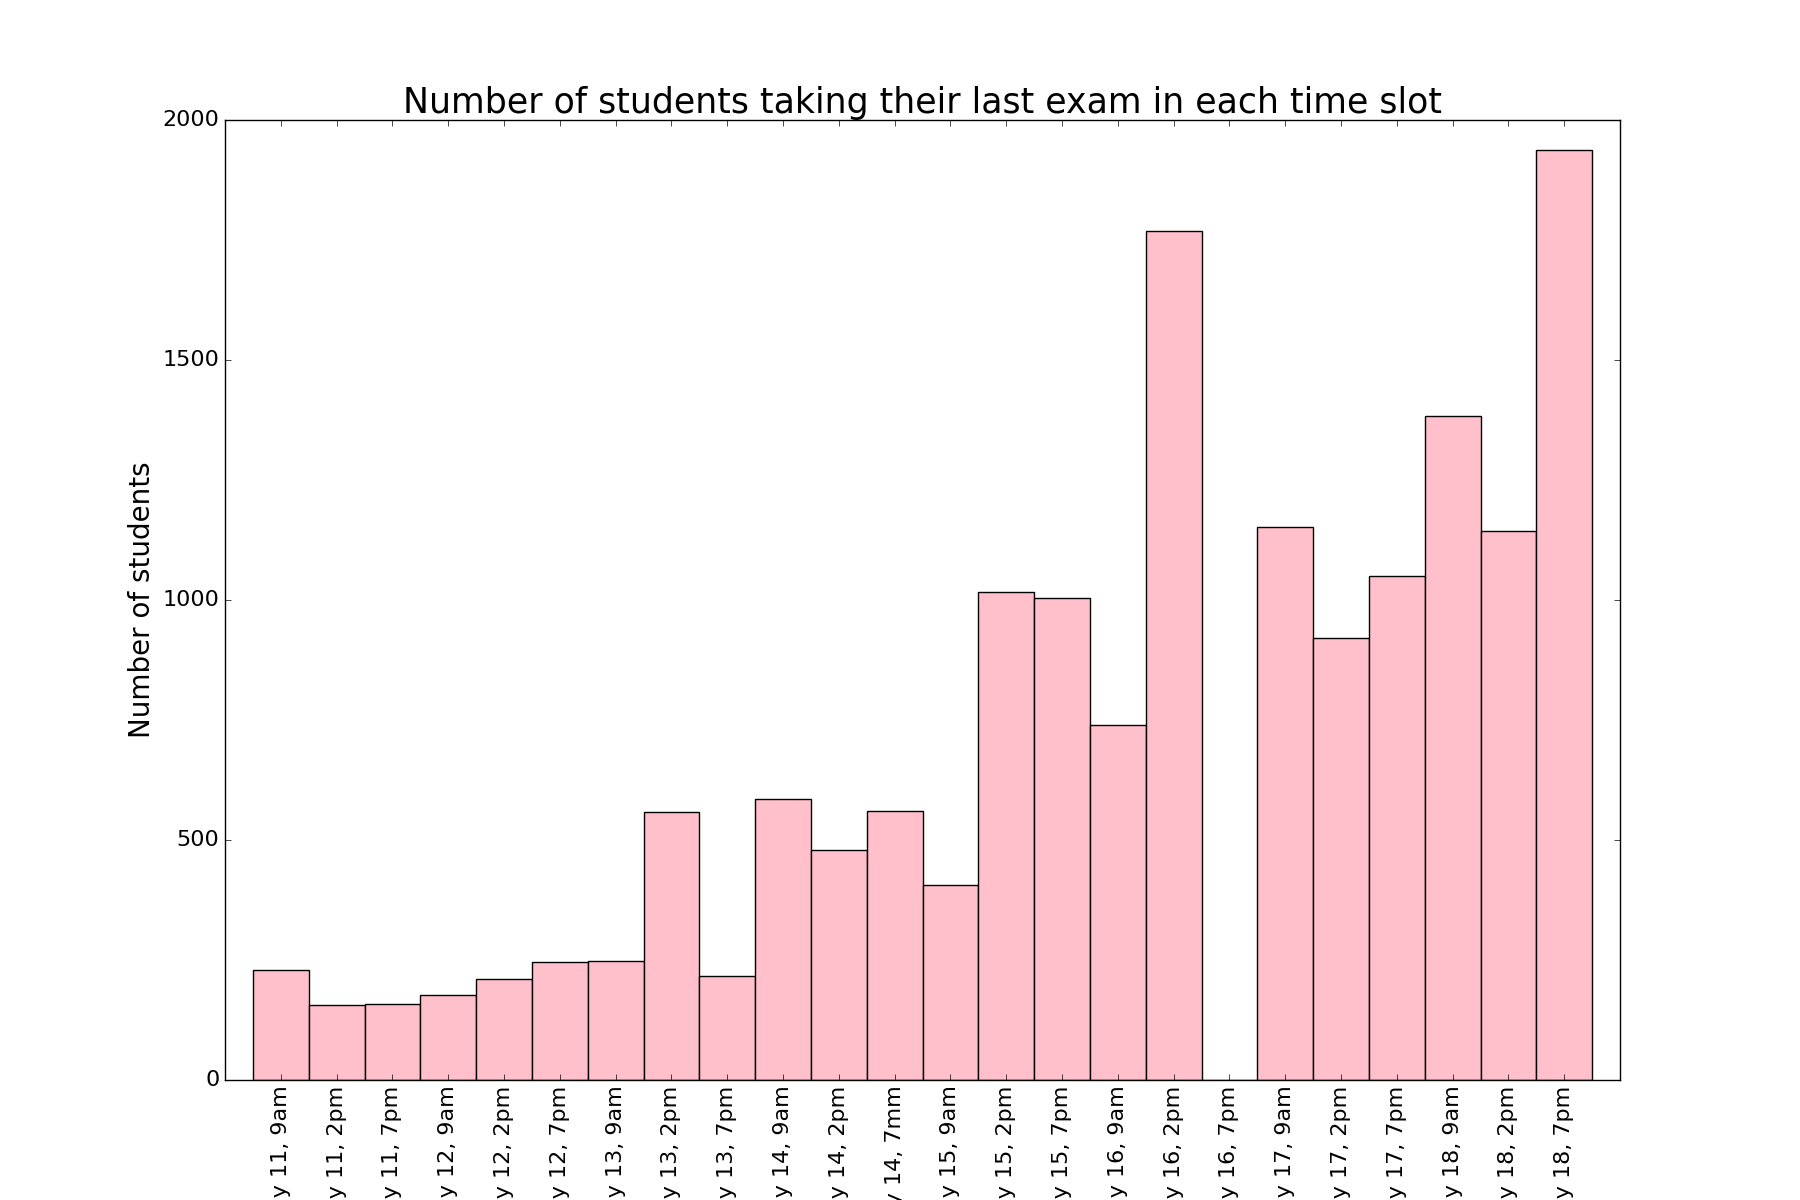 Number of students taking their last exam in each time slot
Number of students
2000
1500
1000
500
0
y 11, 9am
y 11, 2pm
y 11, 7pm
y 12, 9am
y 12, 2pm
y 12, 7pm
y 13, 9am
y 13, 2pm
y 13, 7pm
y 14, 9am
y 14, 2pm
y 14, 7mm
y 15, 9am
y 15, 2pm
y 15, 7pm
y 16, 9am
y 16, 2pm
y 16, 7pm
y 17, 9am
y 17, 2pm
y 17, 7pm
y 18, 9am
y 18, 2pm
y 18, 7pm